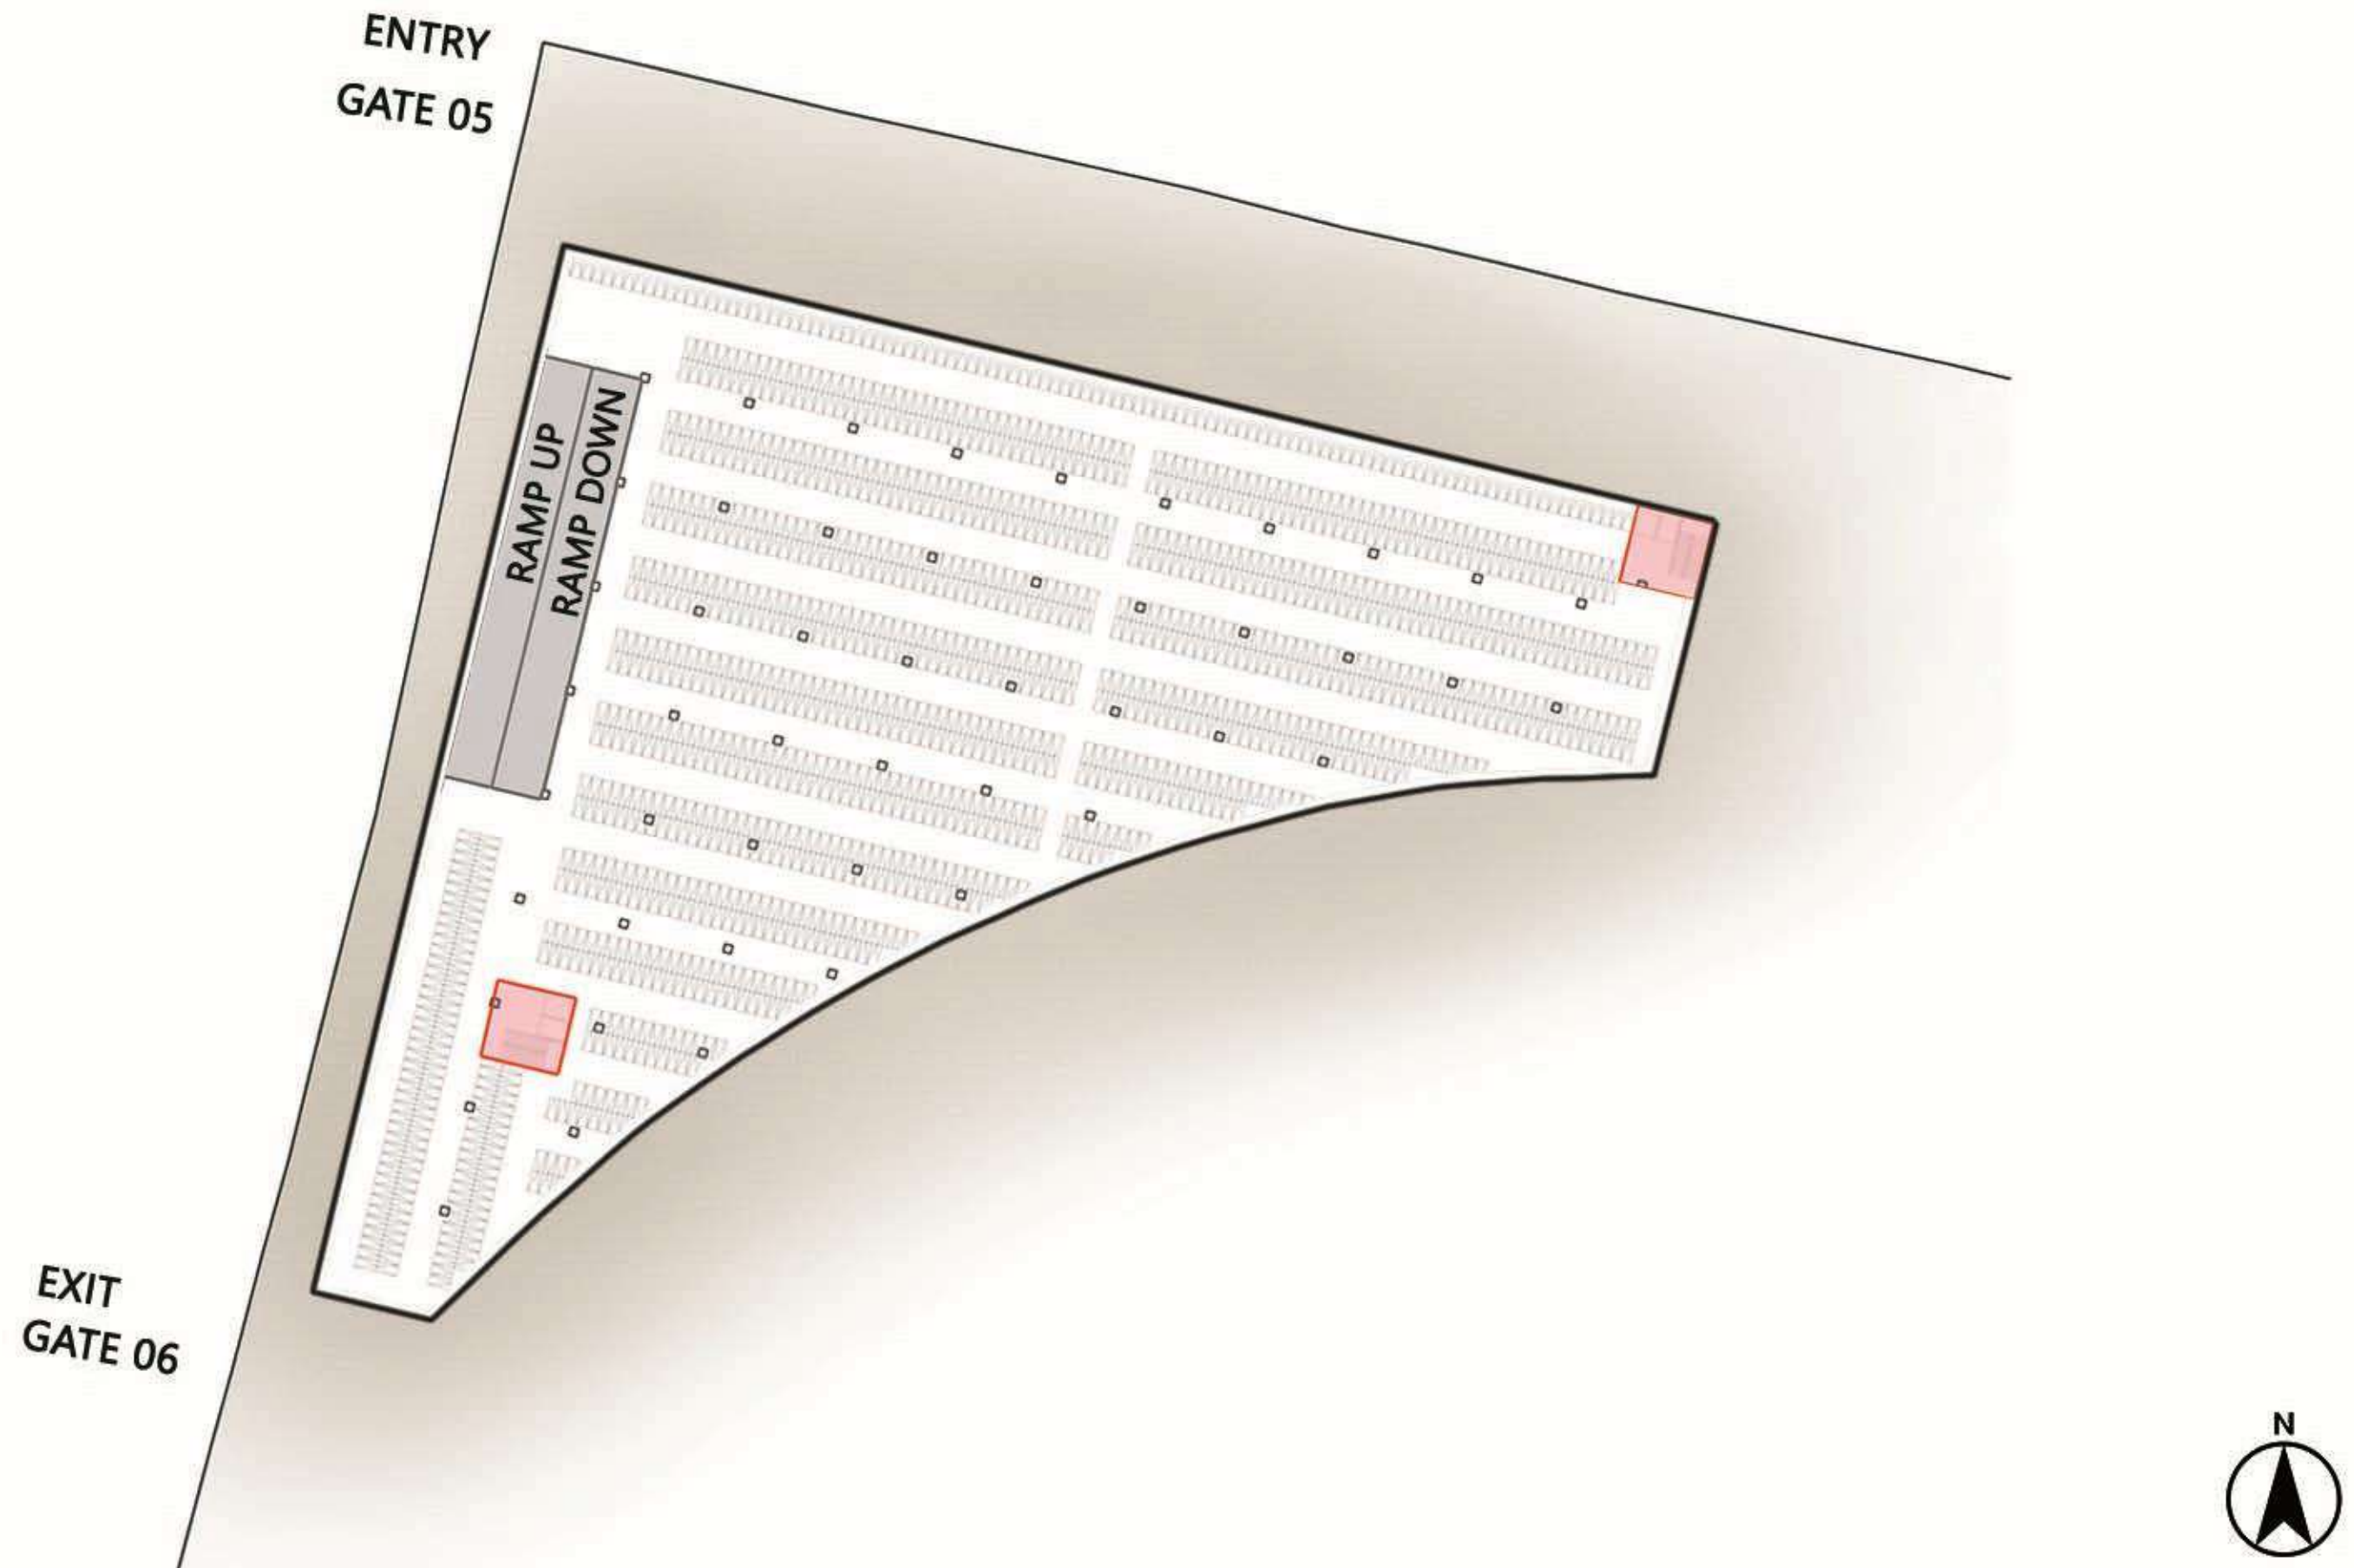 ENTRY
GATE 05
RAMP UP
RAMP DOWN
EXIT
GATE 06
N